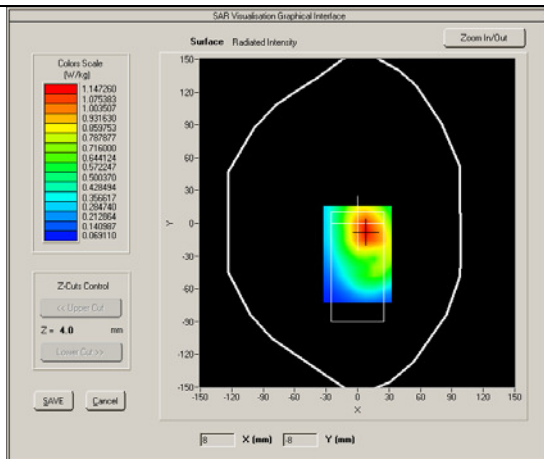 SAR Visualisation Graphical Interface
Surface Radiated Intensity
Zoom In/Out
Colors Scale
(W/kg)
1.147260
1.075383
1.003507
0.931630
0.859753
0.787877
0.716000
0.644124
0.572247
0.500370
0.428494
0.356617
0.284740
0.212864
0.140987
0.069110
Z-Cuts Control
<< Upper Cut
Z = 4.0 mm
Lower Cut >>
SAVE Cancel
150
120
90
60
30
0
-30
-60
-90
-120
-150
Y
-150 -120 -90 -60 -30 0 30 60 90 120 150
X
8 X (mm) -8 Y (mm)